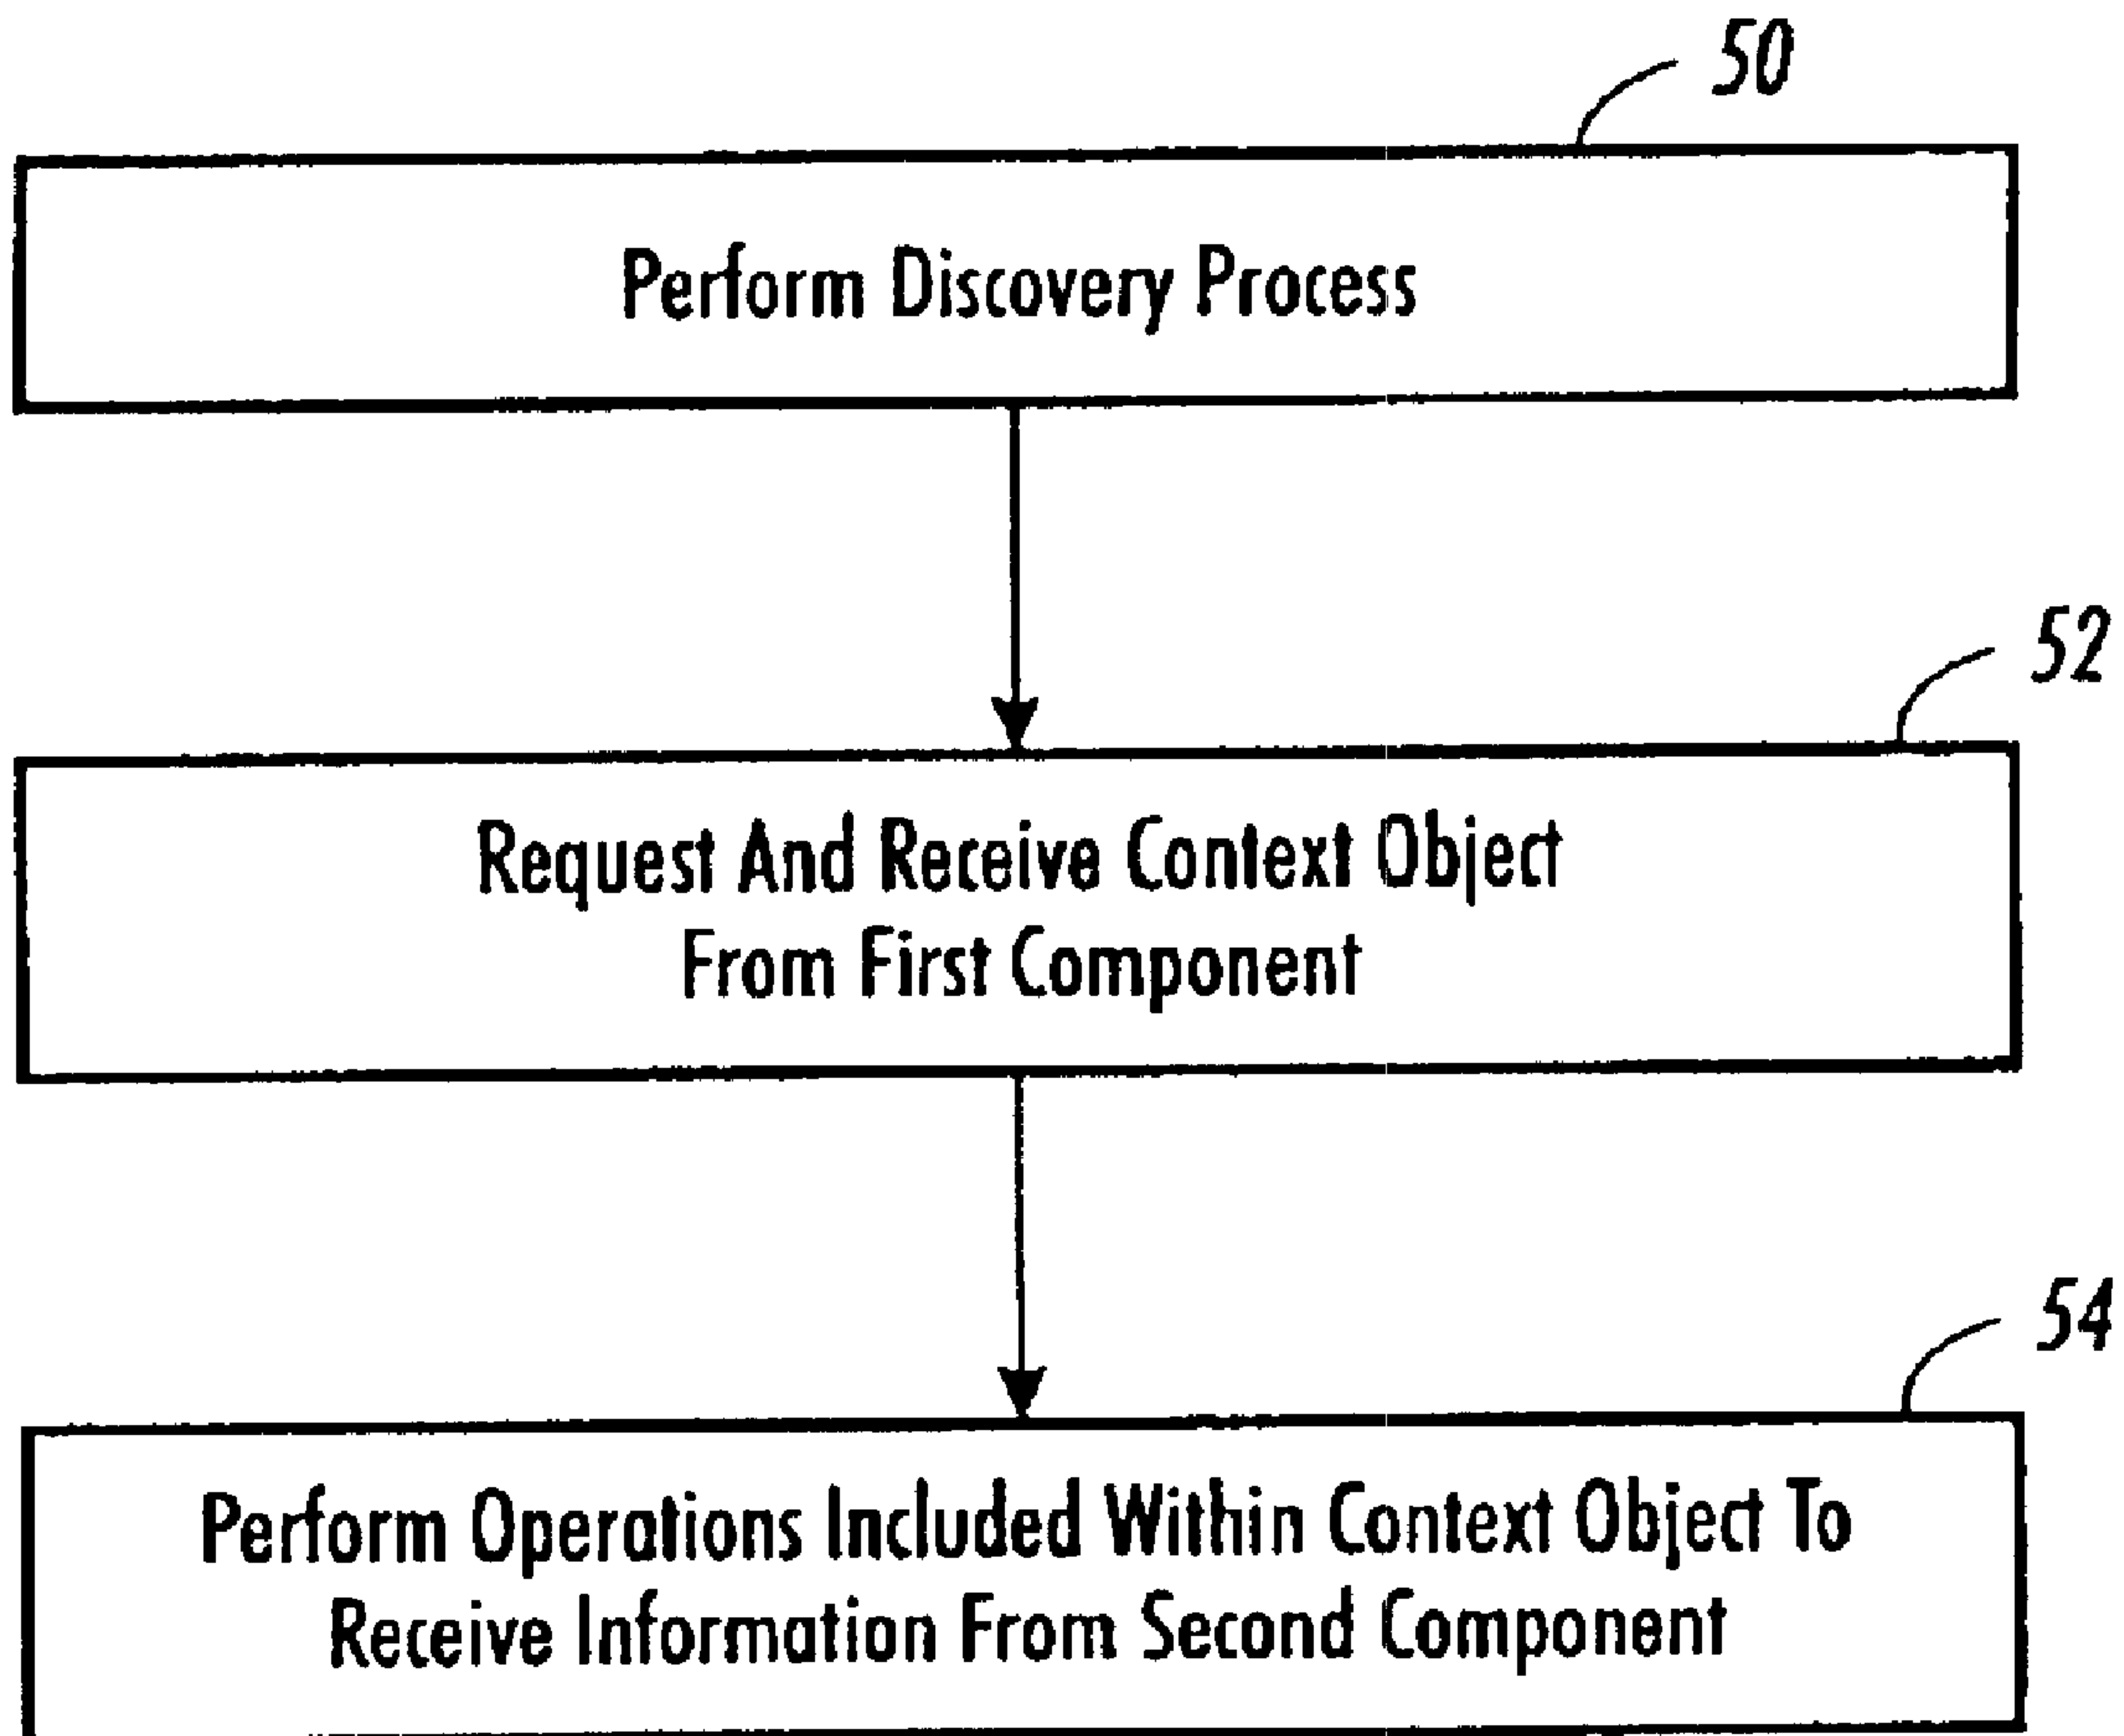 50
Perform Discovery Process
52
Request And Receive Context Object
From First Component
54
Perform Operations Included Within Context Object To
Receive Information From Second Component